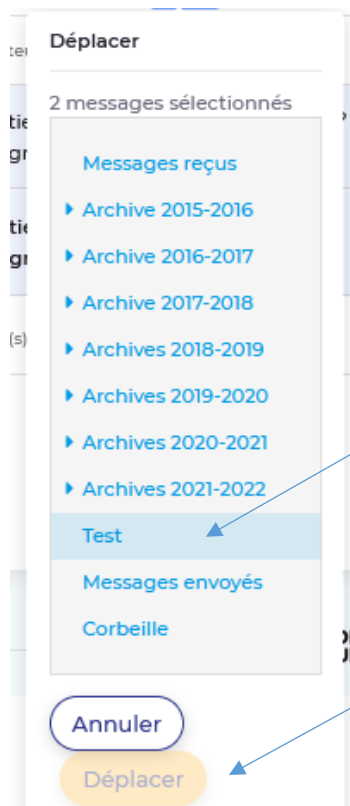 Déplacer
2 messages sélectionnés
Messages reçus
Archive 2015-2016
Archive 2016-2017
Archive 2017-2018
Archives 2018-2019
Archives 2019-2020
Archives 2020-2021
Archives 2021-2022
Test
Messages envoyés
Corbeille
Annuler
Déplacer